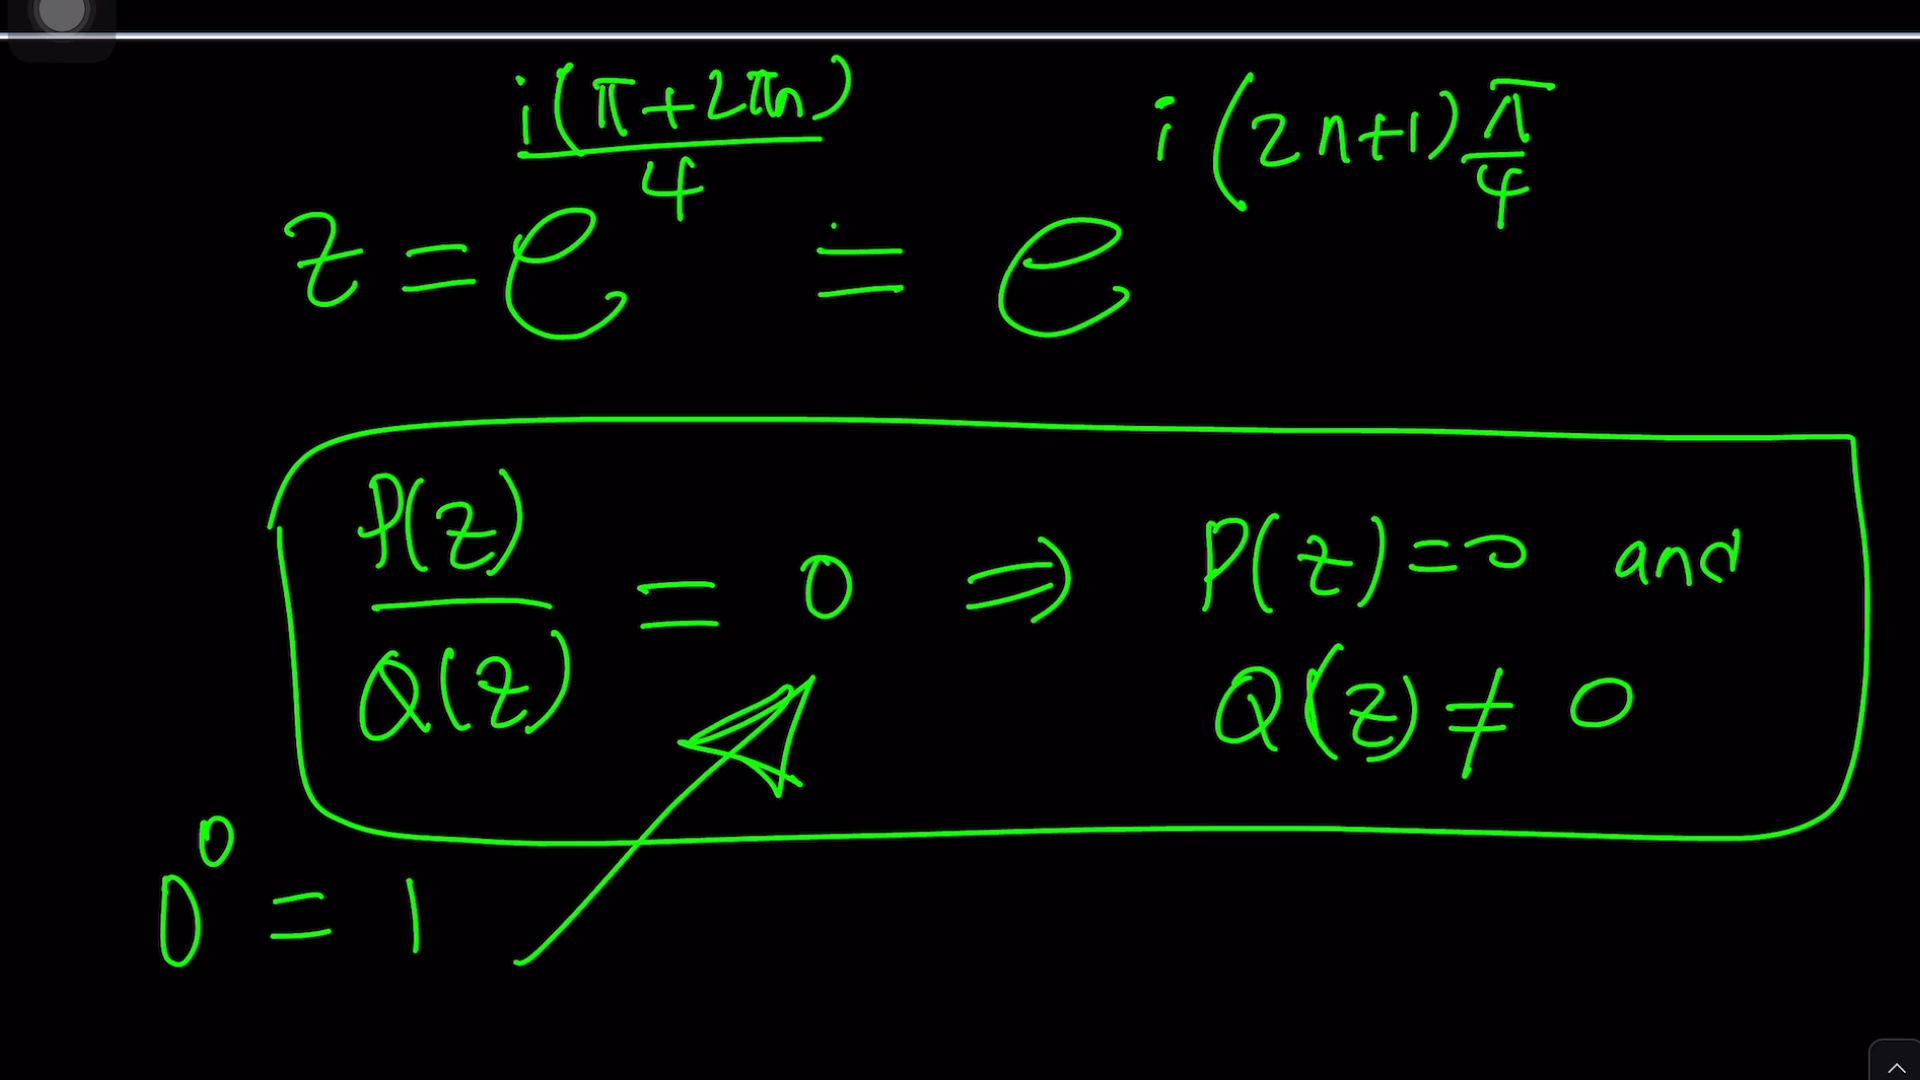 z = e^(i(π+2πn)/4) = e^(i(2n+1)π/4)
P(z)/Q(z) = 0 ⇒ P(z)=0 and
Q(z) ≠ 0
0^0 = 1